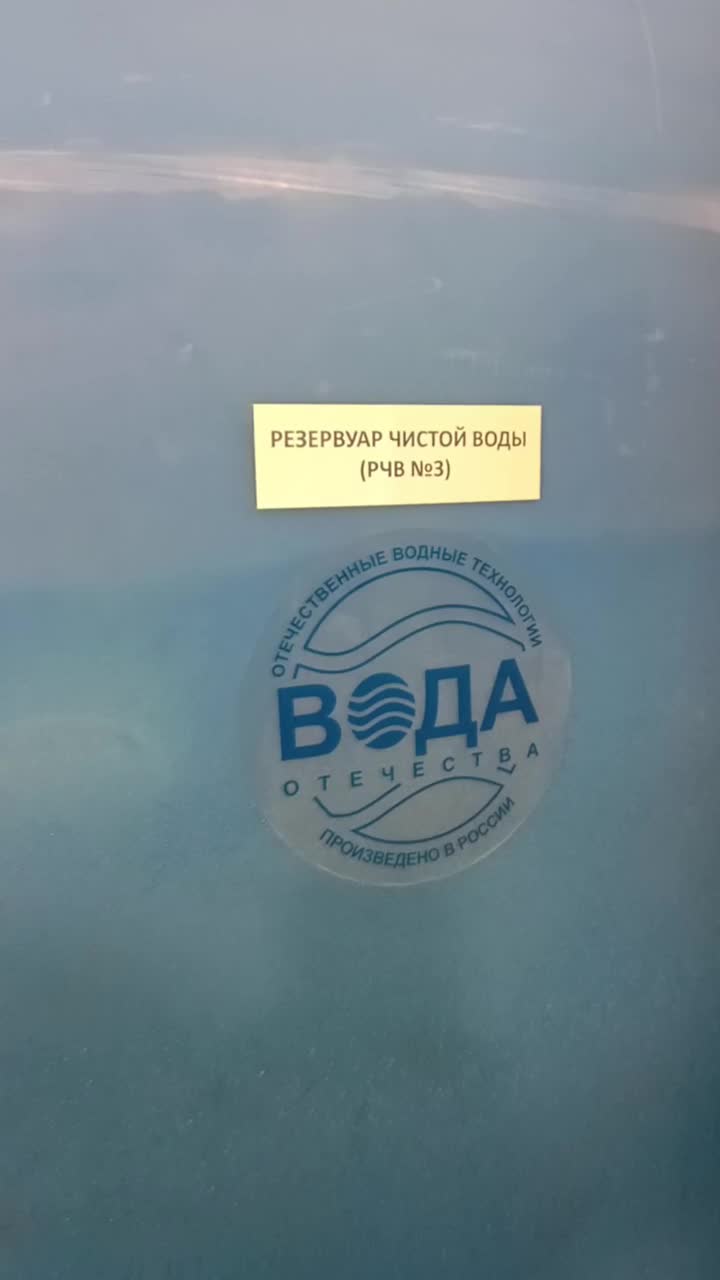 РЕЗЕРВУАР ЧИСТОЙ ВОДЫ
(РЧВ №3)
ОТЕЧЕСТВЕННЫЕ ВОДНЫЕ ТЕХНОЛОГИИ
ВОДА
ОТЕЧЕСТВА
ПРОИЗВЕДЕНО В РОССИИ